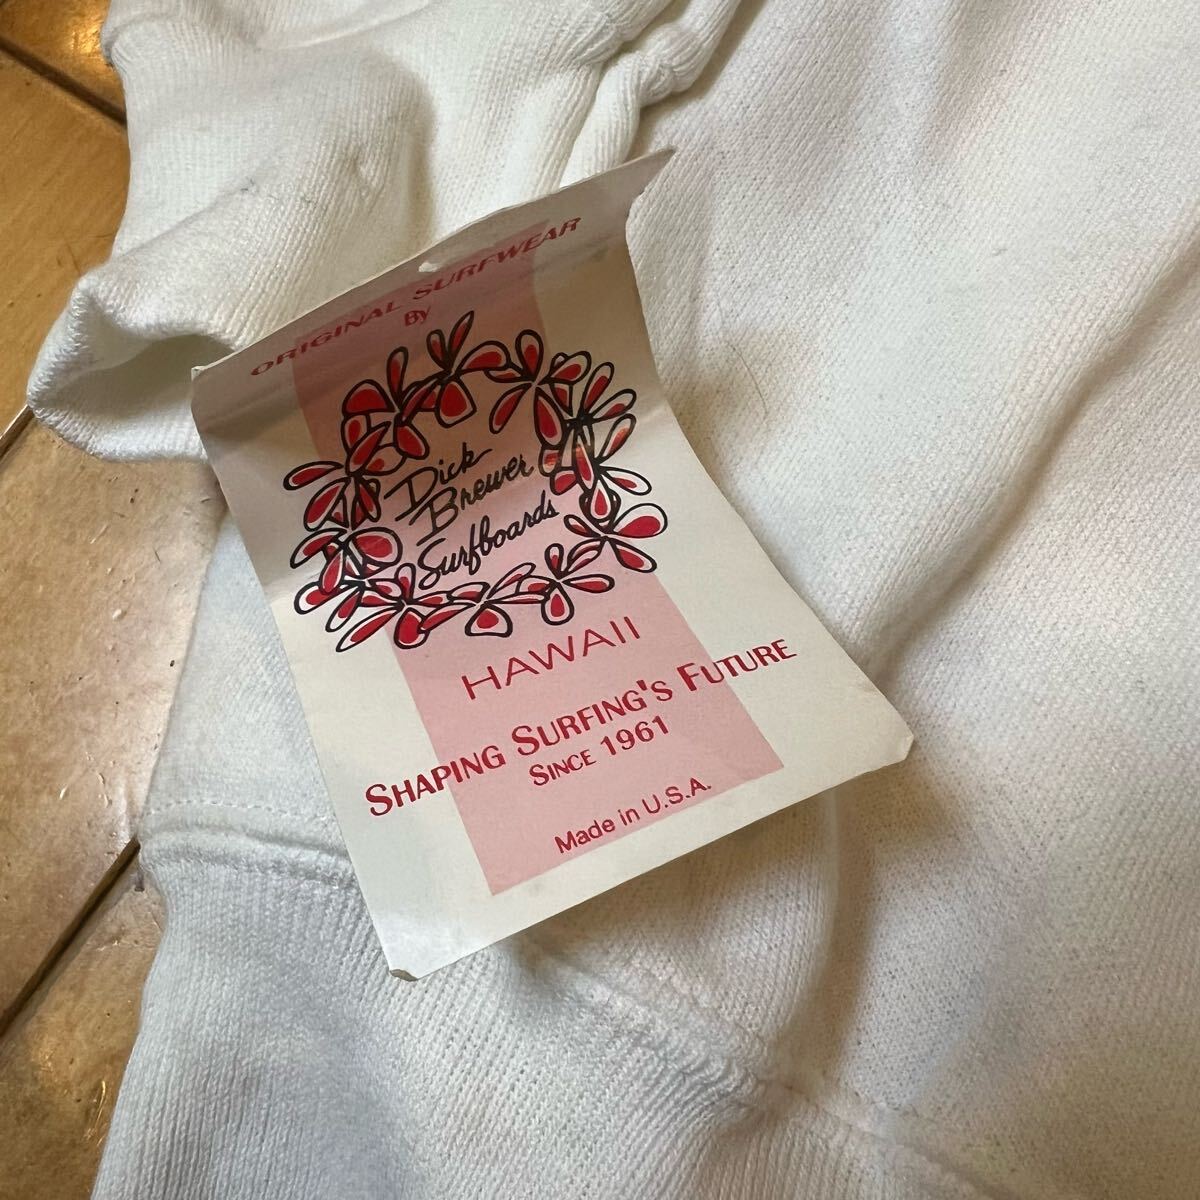 ORIGINAL SURFWEAR
By
Dick
Brewer
Surfboards
HAWAII
SHAPING SURFING'S FUTURE
SINCE 1961
Made in U.S.A.